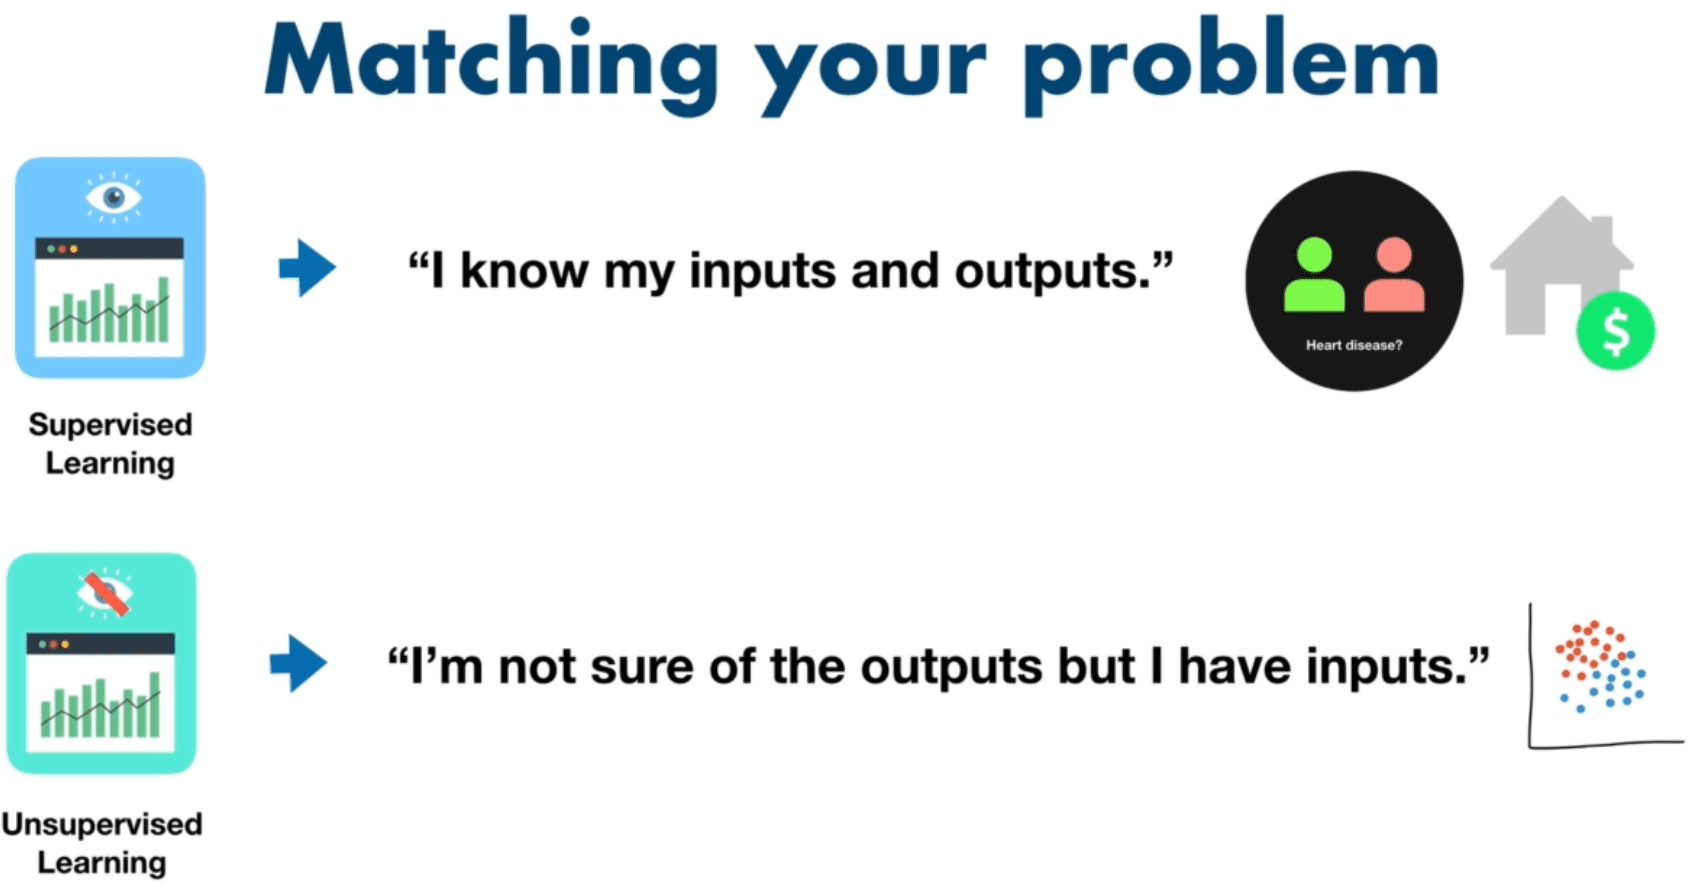 Matching your problem
“I know my inputs and outputs.”
$
Heart disease?
Supervised
Learning
“I’m not sure of the outputs but I have inputs.”
Unsupervised
Learning